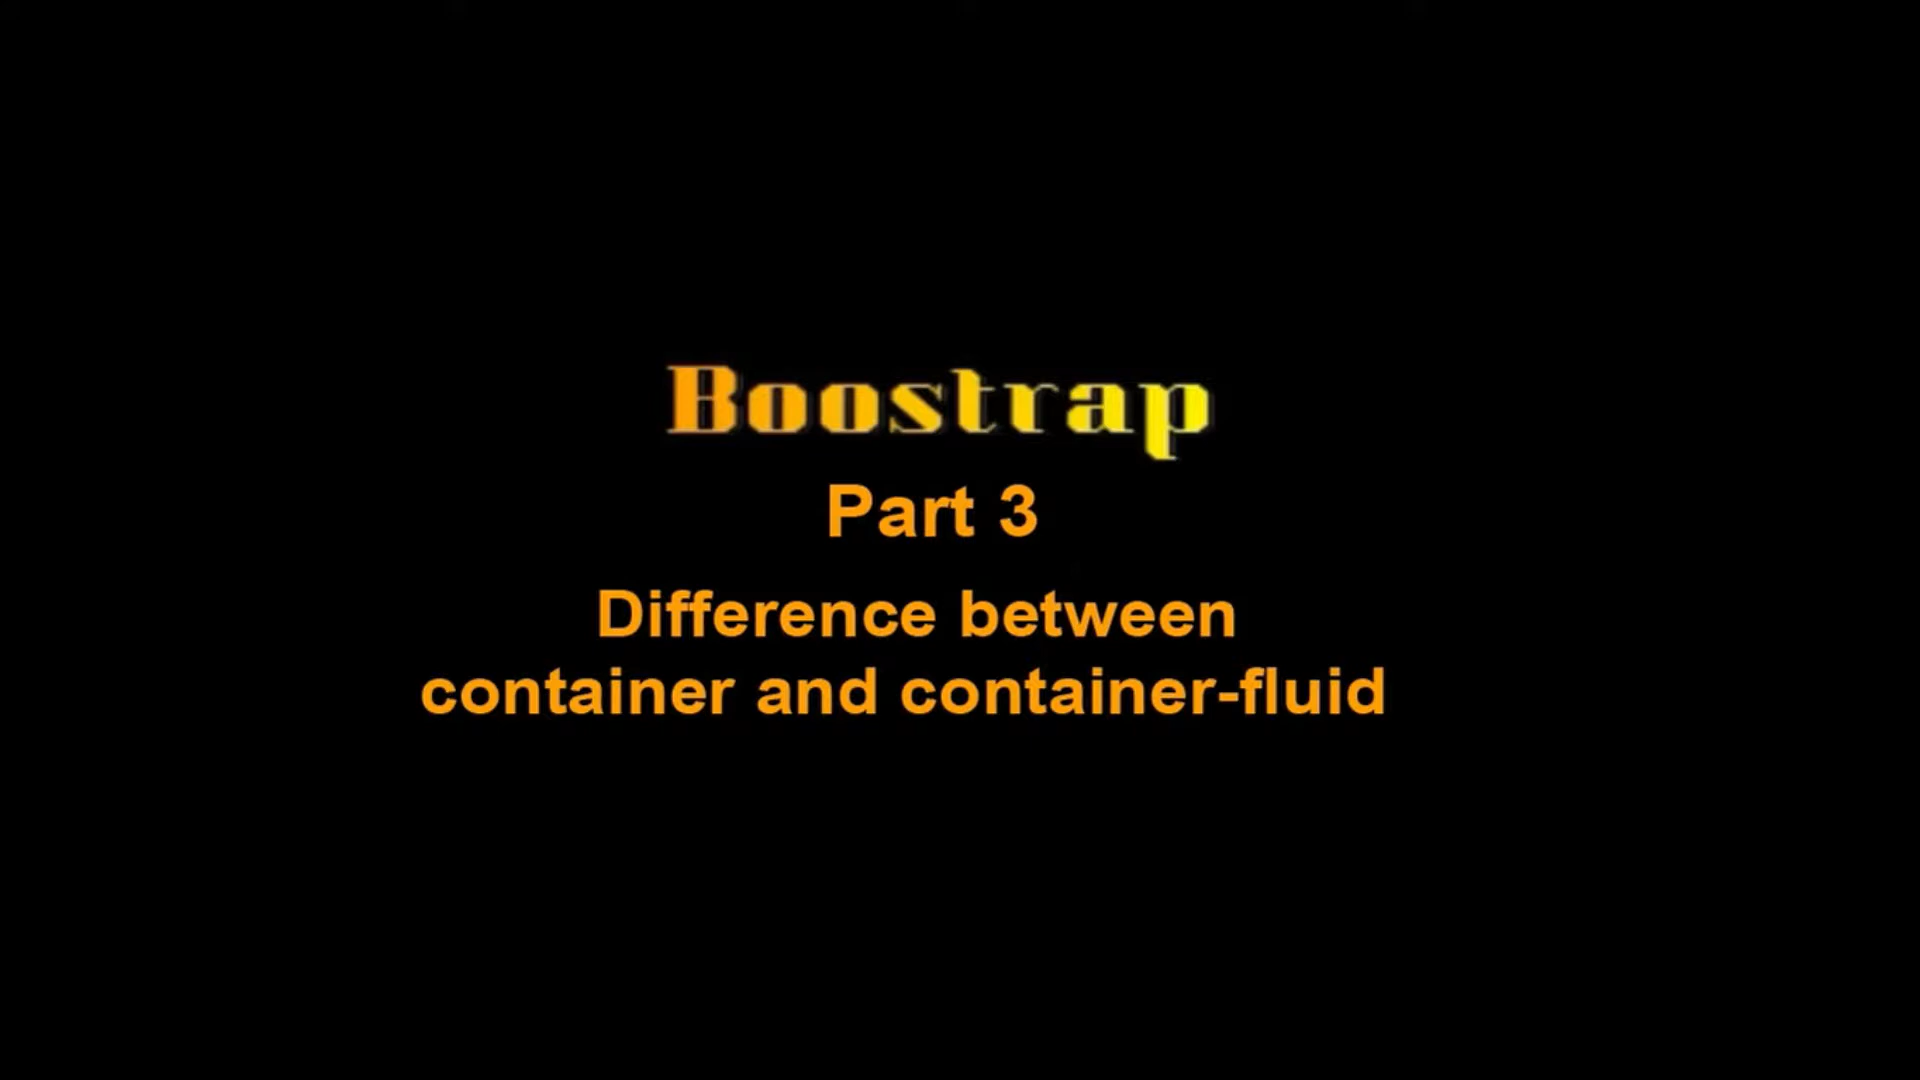 Boostrap
Part 3
Difference between
container and container-fluid